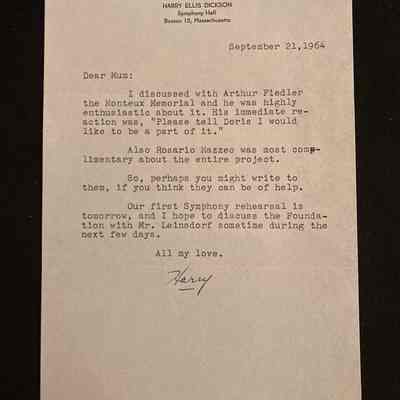 HARRY ELLIS DICKSON
Symphony Hall
Boston 15, Massachusetts
September 21,1964
Dear Mum:
I discussed with Arthur Fiedler
the Monteux Memorial and he was highly
enthusiastic about it. His immediate re-
action was, "Please tell Doris I would
like to be a part of it."
Also Rosario Mazzeo was most comp-
limentary about the entire project.
So, perhaps you might write to
them, if you think they can be of help.
Our first Symphony rehearsal is
tomorrow, and I hope to discuss the Founda-
tion with Mr. Leinsdorf sometime during the
next few days.
All my love.
Harry